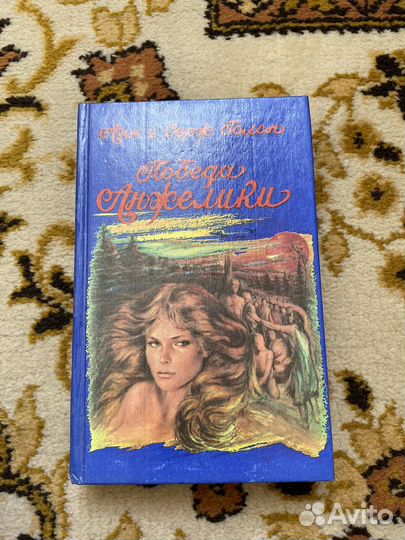 Анн и Серж Голон
Победа
Анжелики
Avito